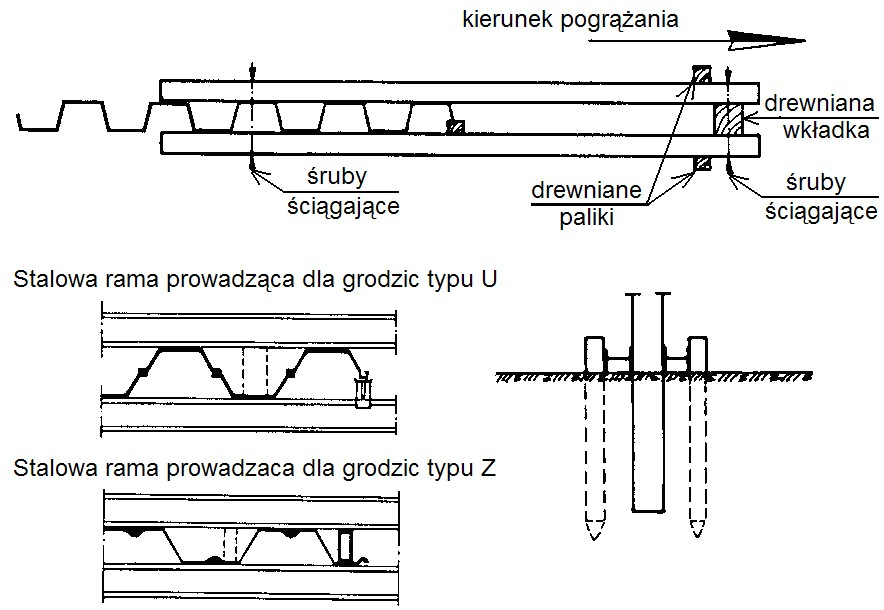 kierunek pogrążania
drewniana
wkładka
śruby
ściągające
drewniane
paliki
śruby
ściągające
Stalowa rama prowadząca dla grodzic typu U
Stalowa rama prowadzaca dla grodzic typu Z